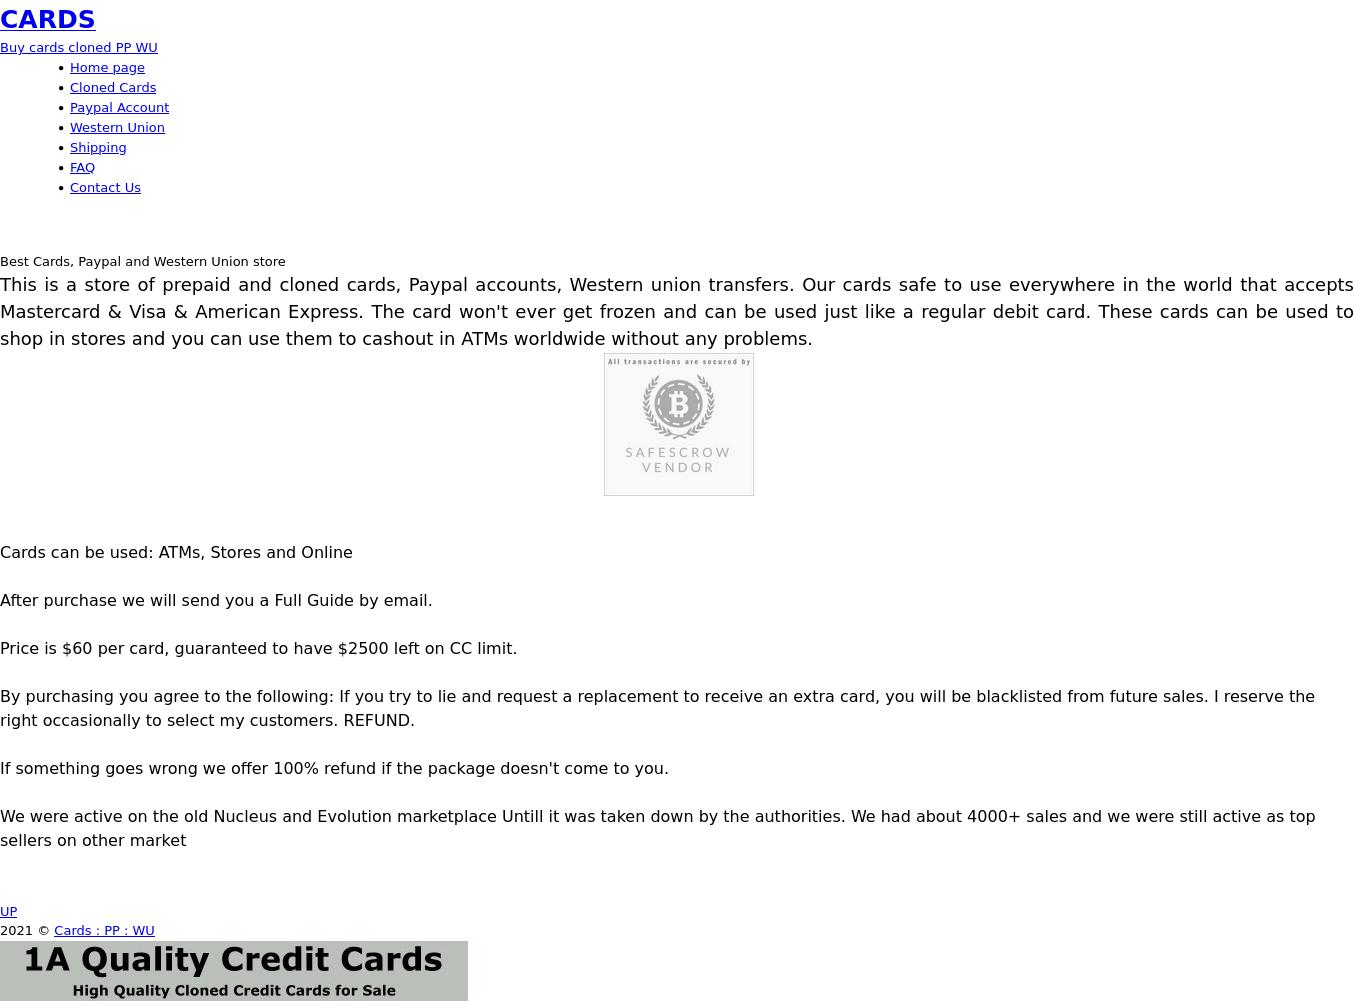 CARDS
Buy cards cloned PP WU
Home page
Cloned Cards
Paypal Account
Western Union
Shipping
FAQ
Contact Us
Best Cards, Paypal and Western Union store
This is a store of prepaid and cloned cards, Paypal accounts, Western union transfers. Our cards safe to use everywhere in the world that accepts
Mastercard & Visa & American Express. The card won't ever get frozen and can be used just like a regular debit card. These cards can be used to
shop in stores and you can use them to cashout in ATMs worldwide without any problems.
All transactions are secured by
SAFESCROW
VENDOR
Cards can be used: ATMs, Stores and Online
After purchase we will send you a Full Guide by email.
Price is $60 per card, guaranteed to have $2500 left on CC limit.
By purchasing you agree to the following: If you try to lie and request a replacement to receive an extra card, you will be blacklisted from future sales. I reserve the
right occasionally to select my customers. REFUND.
If something goes wrong we offer 100% refund if the package doesn't come to you.
We were active on the old Nucleus and Evolution marketplace Untill it was taken down by the authorities. We had about 4000+ sales and we were still active as top
sellers on other market
UP
2021 © Cards : PP : WU
1A Quality Credit Cards
High Quality Cloned Credit Cards for Sale